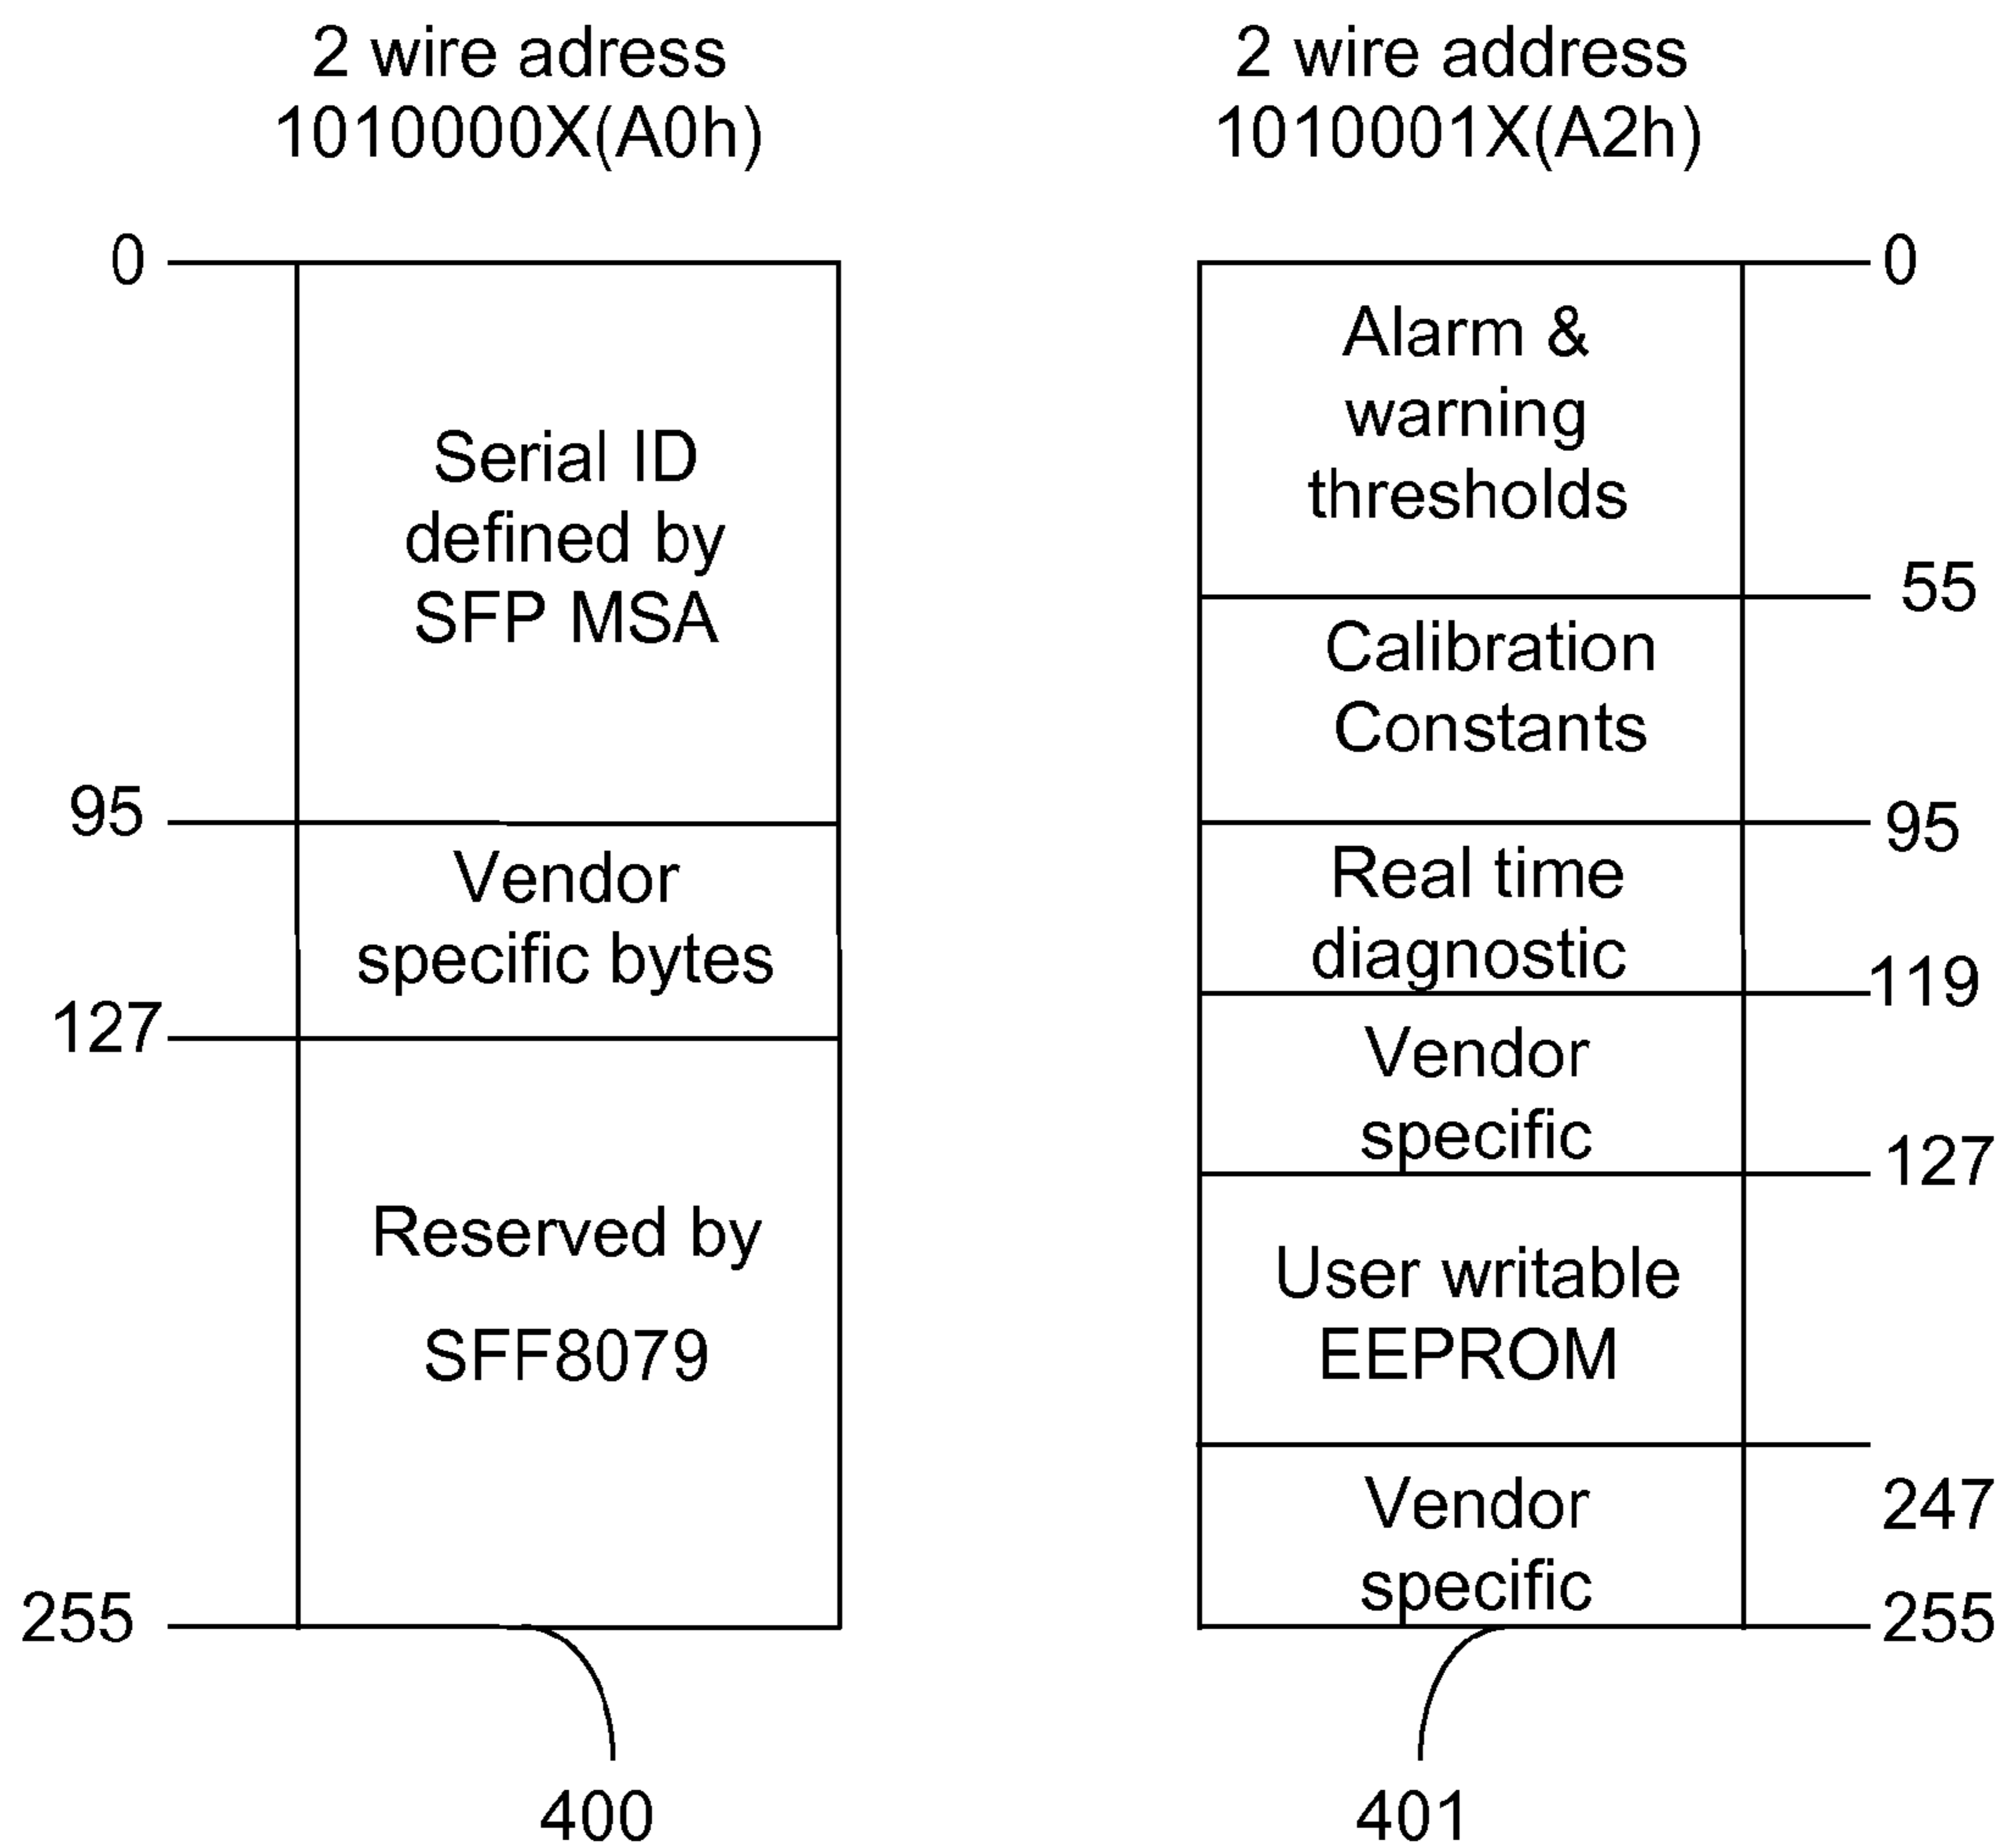 2 wire adress
1010000X(A0h)
0
Serial ID
defined by
SFP MSA
95
Vendor
specific bytes
127
Reserved by
SFF8079
255
400
2 wire address
1010001X(A2h)
0
Alarm &
warning
thresholds
55
Calibration
Constants
95
Real time
diagnostic
119
Vendor
specific
127
User writable
EEPROM
247
Vendor
specific
255
401